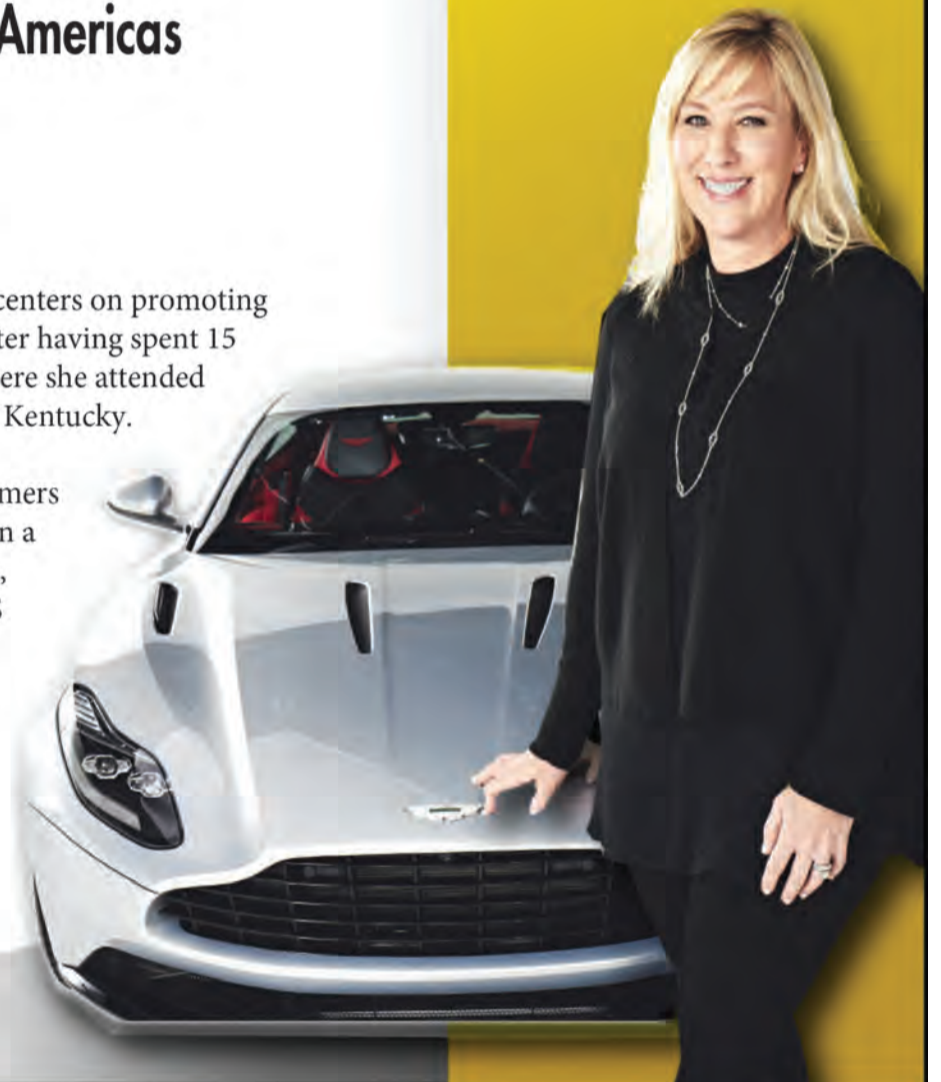 Americas
centers on promoting
ter having spent 15
ere she attended
Kentucky.
mers
n a
,